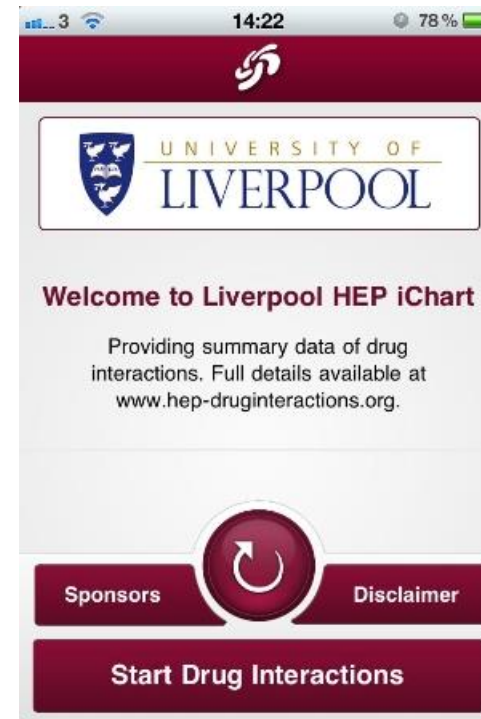 3 14:22 78%
UNIVERSITY OF
LIVERPOOL
Welcome to Liverpool HEP iChart
Providing summary data of drug
interactions. Full details available at
www.hep-druginteractions.org.
Sponsors Disclaimer
Start Drug Interactions